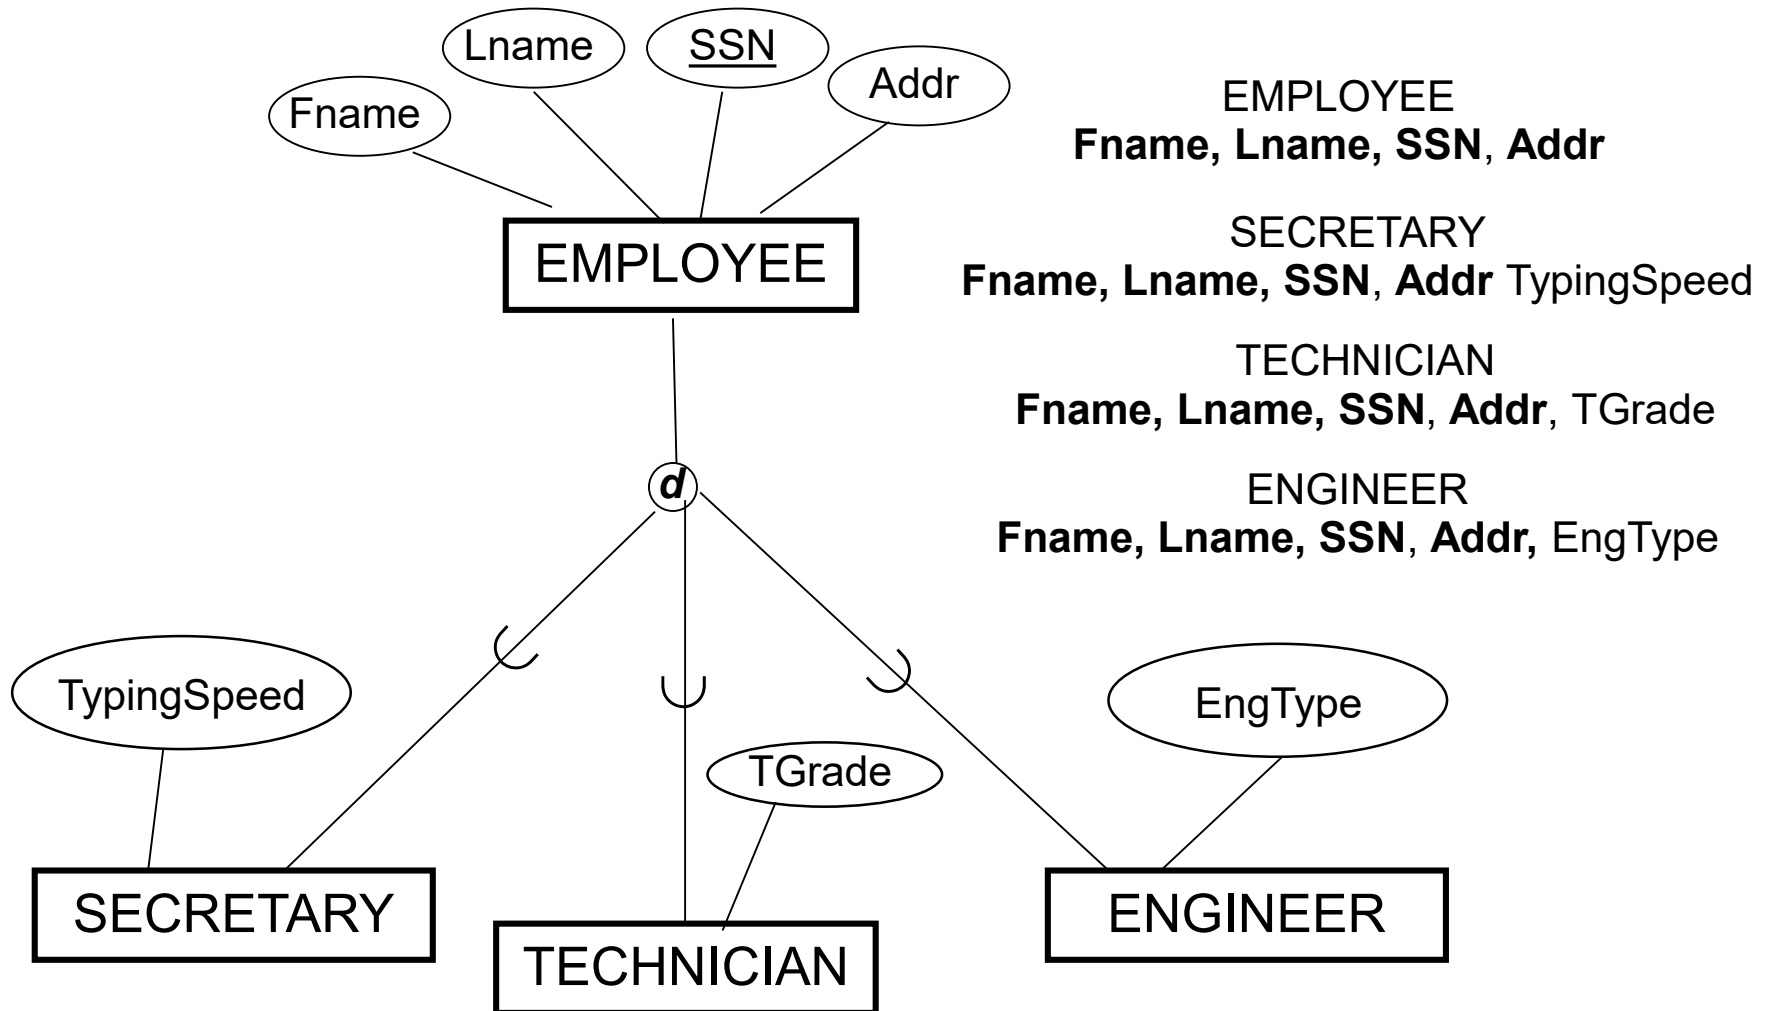 Lname
SSN
Addr
Fname
EMPLOYEE
d
TypingSpeed
TGrade
EngType
SECRETARY
TECHNICIAN
ENGINEER
EMPLOYEE
Fname, Lname, SSN, Addr
SECRETARY
Fname, Lname, SSN, Addr TypingSpeed
TECHNICIAN
Fname, Lname, SSN, Addr, TGrade
ENGINEER
Fname, Lname, SSN, Addr, EngType